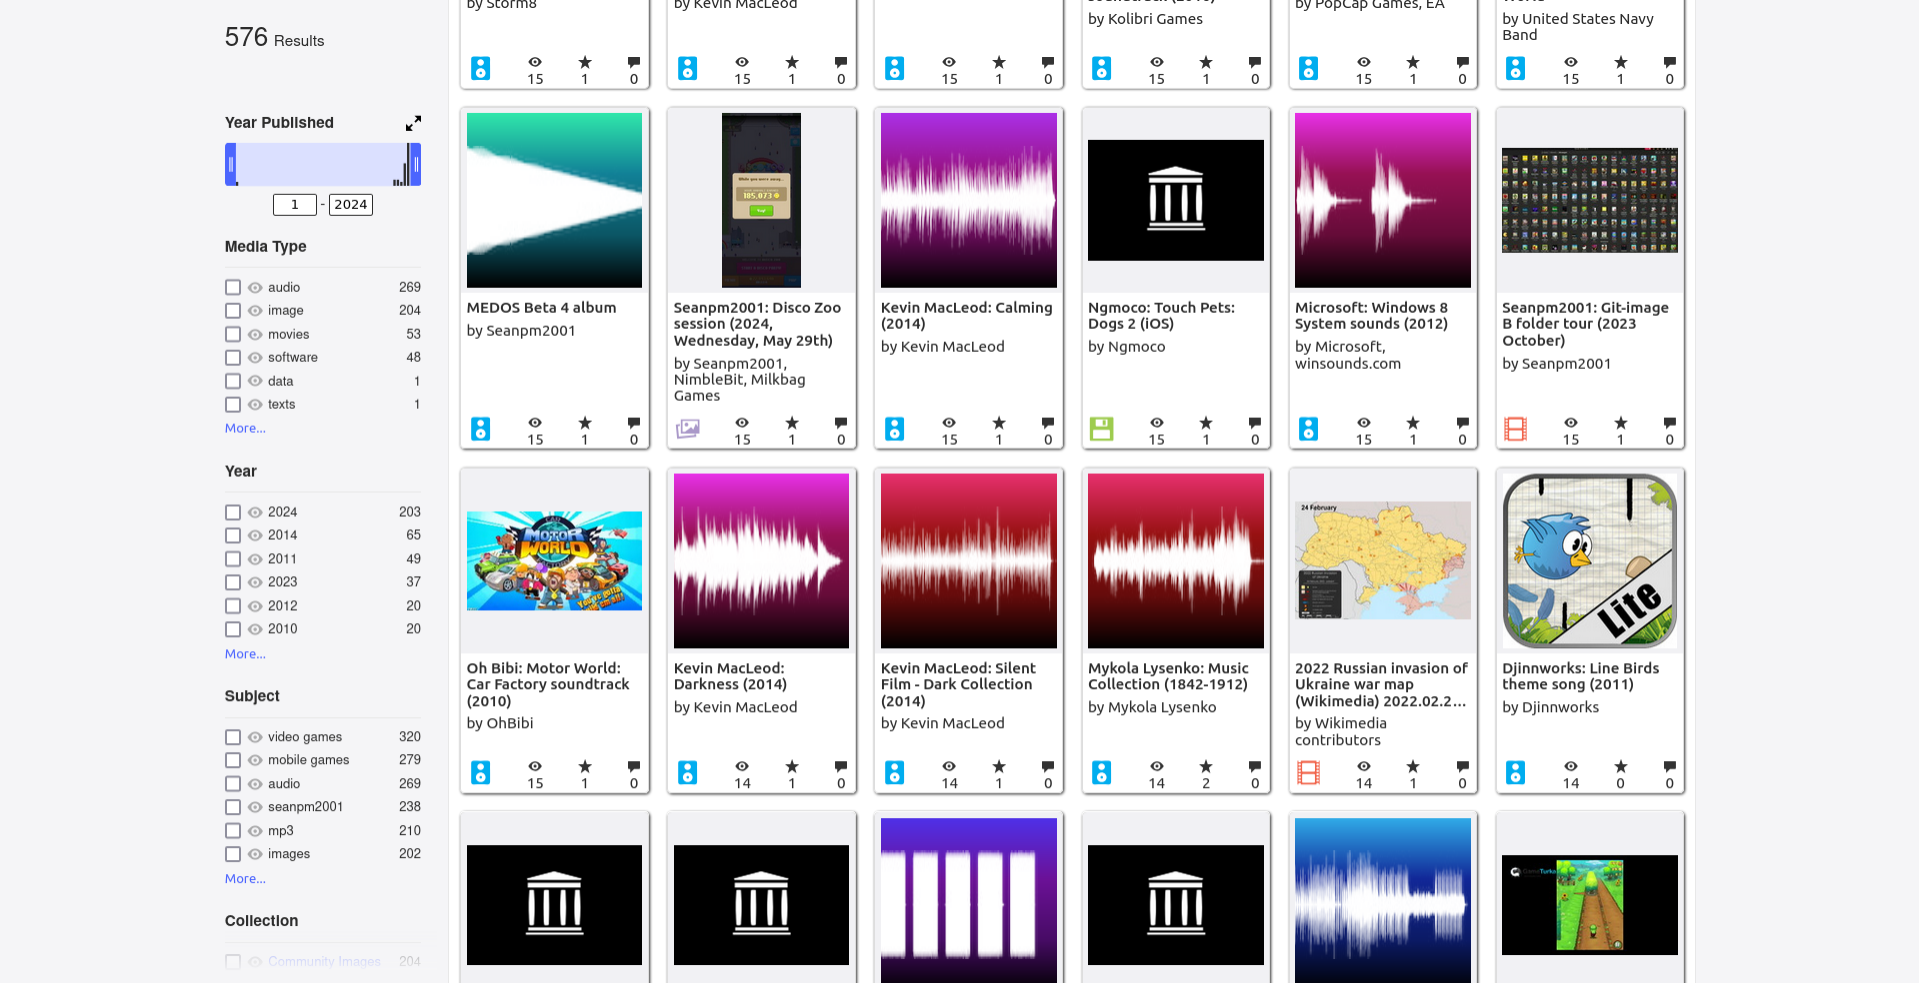 576 Results
Year Published
1 - 2024
Media Type
audio 269
image 204
movies 53
software 48
data 1
texts 1
More...
Year
2024 203
2014 65
2011 49
2023 37
2012 20
2010 20
More...
Subject
video games 320
mobile games 279
audio 269
seanpm2001 238
mp3 210
images 202
More...
Collection
Community Images 204
by Storm8
15 1 0
by Kevin MacLeod
15 1 0
15 1 0
by Kolibri Games
15 1 0
by PopCap Games, EA
15 1 0
by United States Navy
Band
15 1 0
MEDOS Beta 4 album
by Seanpm2001
15 1 0
While you were away...
185,073
Seanpm2001: Disco Zoo
session (2024,
Wednesday, May 29th)
by Seanpm2001,
NimbleBit, Milkbag
Games
15 1 0
Kevin MacLeod: Calming
(2014)
by Kevin MacLeod
15 1 0
Ngmoco: Touch Pets:
Dogs 2 (iOS)
by Ngmoco
15 1 0
Microsoft: Windows 8
System sounds (2012)
by Microsoft,
winsounds.com
15 1 0
Seanpm2001: Git-image
B folder tour (2023
October)
by Seanpm2001
15 1 0
MOTOR
WORLD
Oh Bibi: Motor World:
Car Factory soundtrack
(2010)
by OhBibi
15 1 0
Kevin MacLeod:
Darkness (2014)
by Kevin MacLeod
14 1 0
Kevin MacLeod: Silent
Film - Dark Collection
(2014)
by Kevin MacLeod
14 1 0
Mykola Lysenko: Music
Collection (1842-1912)
by Mykola Lysenko
14 2 0
24 February
2022 Russian invasion of
Ukraine war map
(Wikimedia) 2022.02.2...
by Wikimedia
contributors
14 1 0
Lite
Djinnworks: Line Birds
theme song (2011)
by Djinnworks
14 0 0